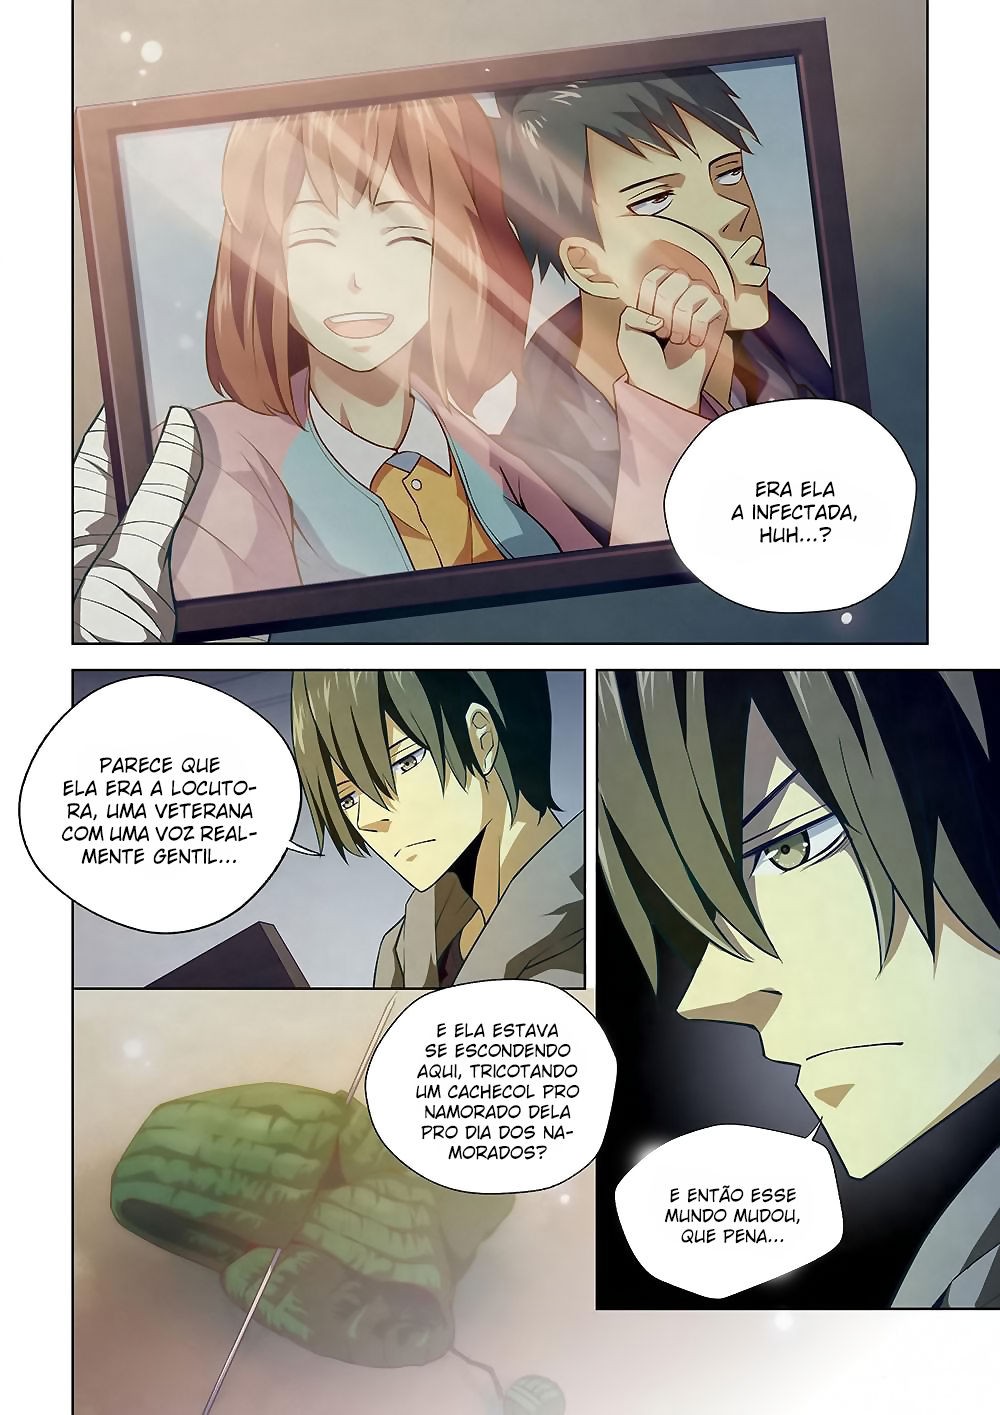 ERA ELA
A INFECTADA,
HUH...?
PARECE QUE
ELA ERA A LOCUTO-
RA, UMA VETERANA
COM UMA VOZ REAL-
MENTE GENTIL...
E ELA ESTAVA
SE ESCONDENDO
AQUI, TRICOTANDO
UM CACHECOL PRO
NAMORADO DELA
PRO DIA DOS NA-
MORADOS?
E ENTÃO ESSE
MUNDO MUDOU,
QUE PENA...